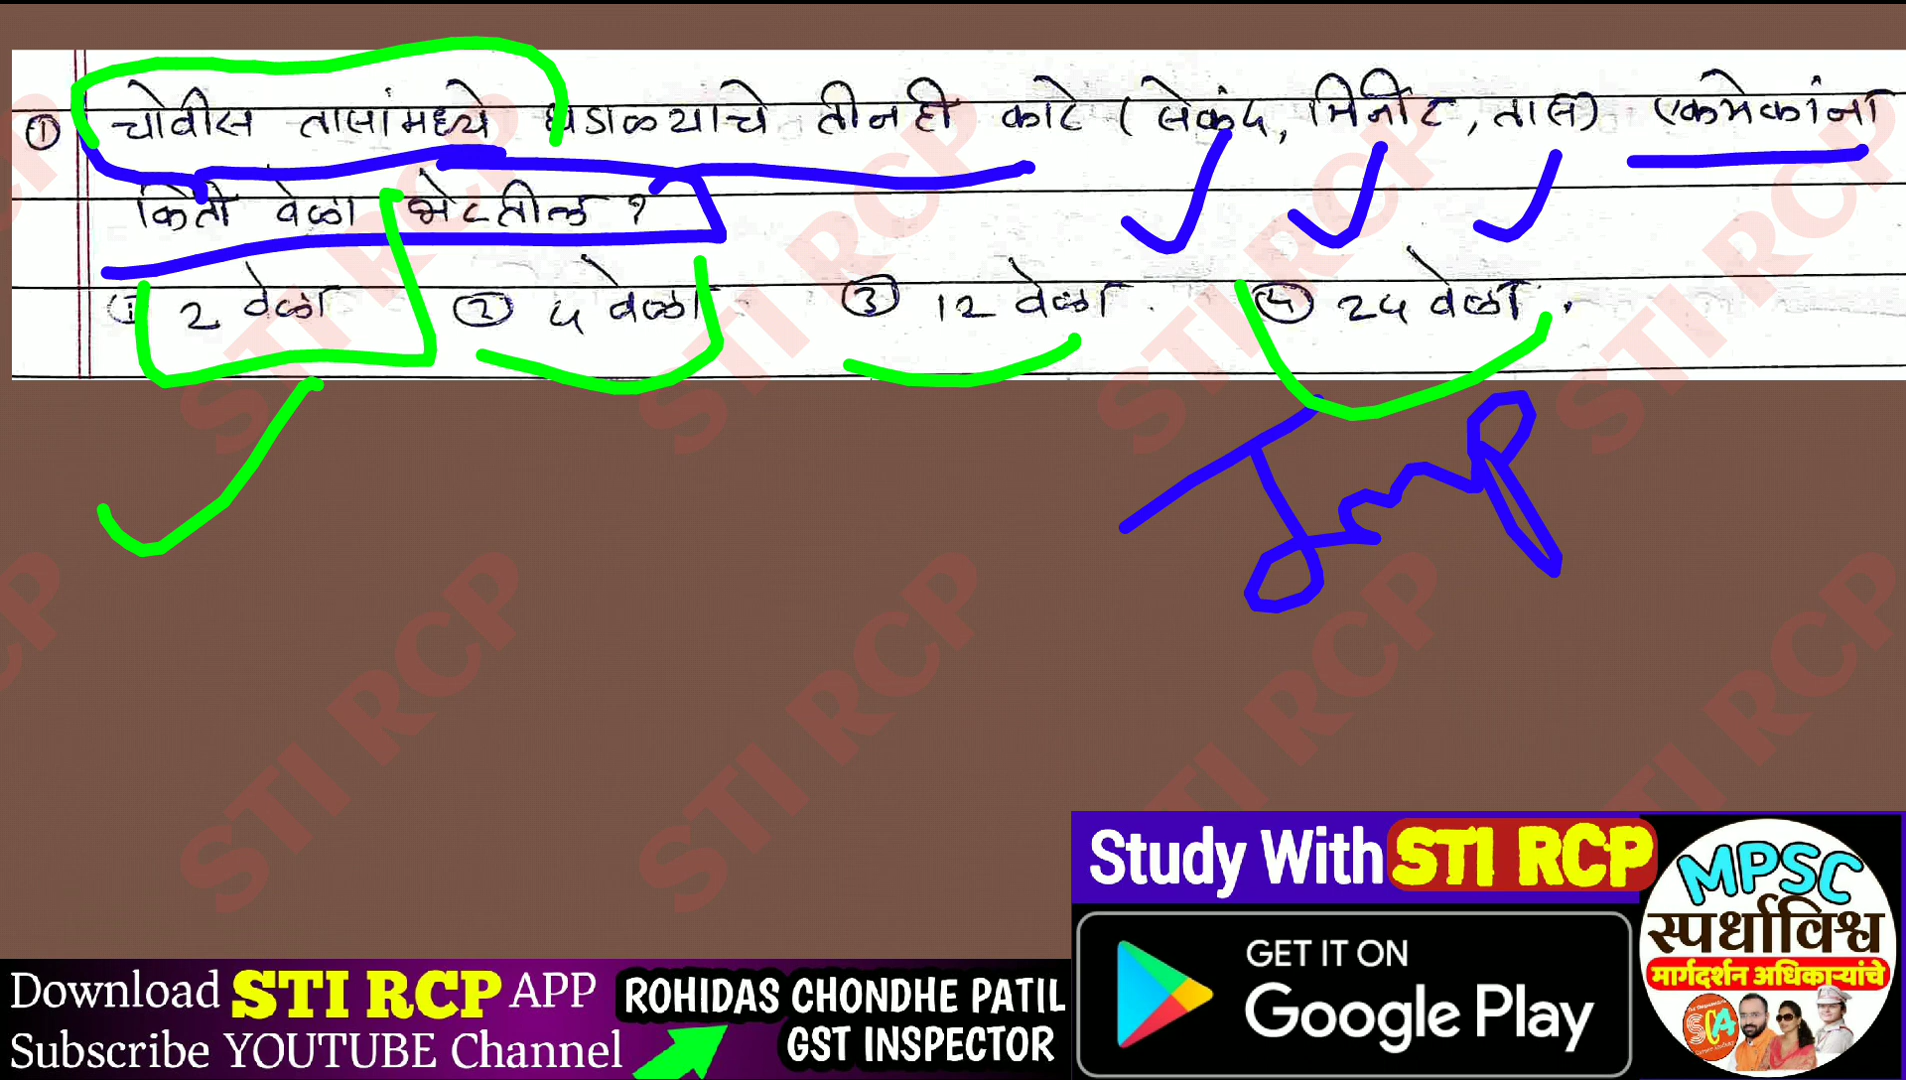 ① चोवीस तासांमध्ये घडाळ्याचे तीनही काटे (सेकंद, मिनीट, तास) एकमेकांना
किती वेळा भेटतील ?
① 2 वेळा ② 4 वेळा ③ 12 वेळा. ④ 24 वेळा.
Imp
STI RCP
Study With STI RCP
GET IT ON
Google Play
MPSC
स्पर्धाविश्व
मार्गदर्शन अधिकाऱ्यांचे
Download STI RCP APP
Subscribe YOUTUBE Channel
ROHIDAS CHONDHE PATIL
GST INSPECTOR